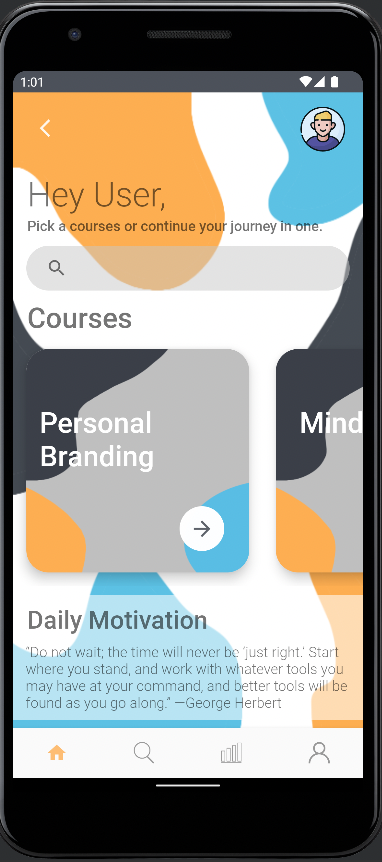 1:01
Hey User,
Pick a courses or continue your journey in one.
Courses
Personal
Branding
Mind
Daily Motivation
“Do not wait; the time will never be ‘just right.’ Start
where you stand, and work with whatever tools you
may have at your command, and better tools will be
found as you go along.” —George Herbert